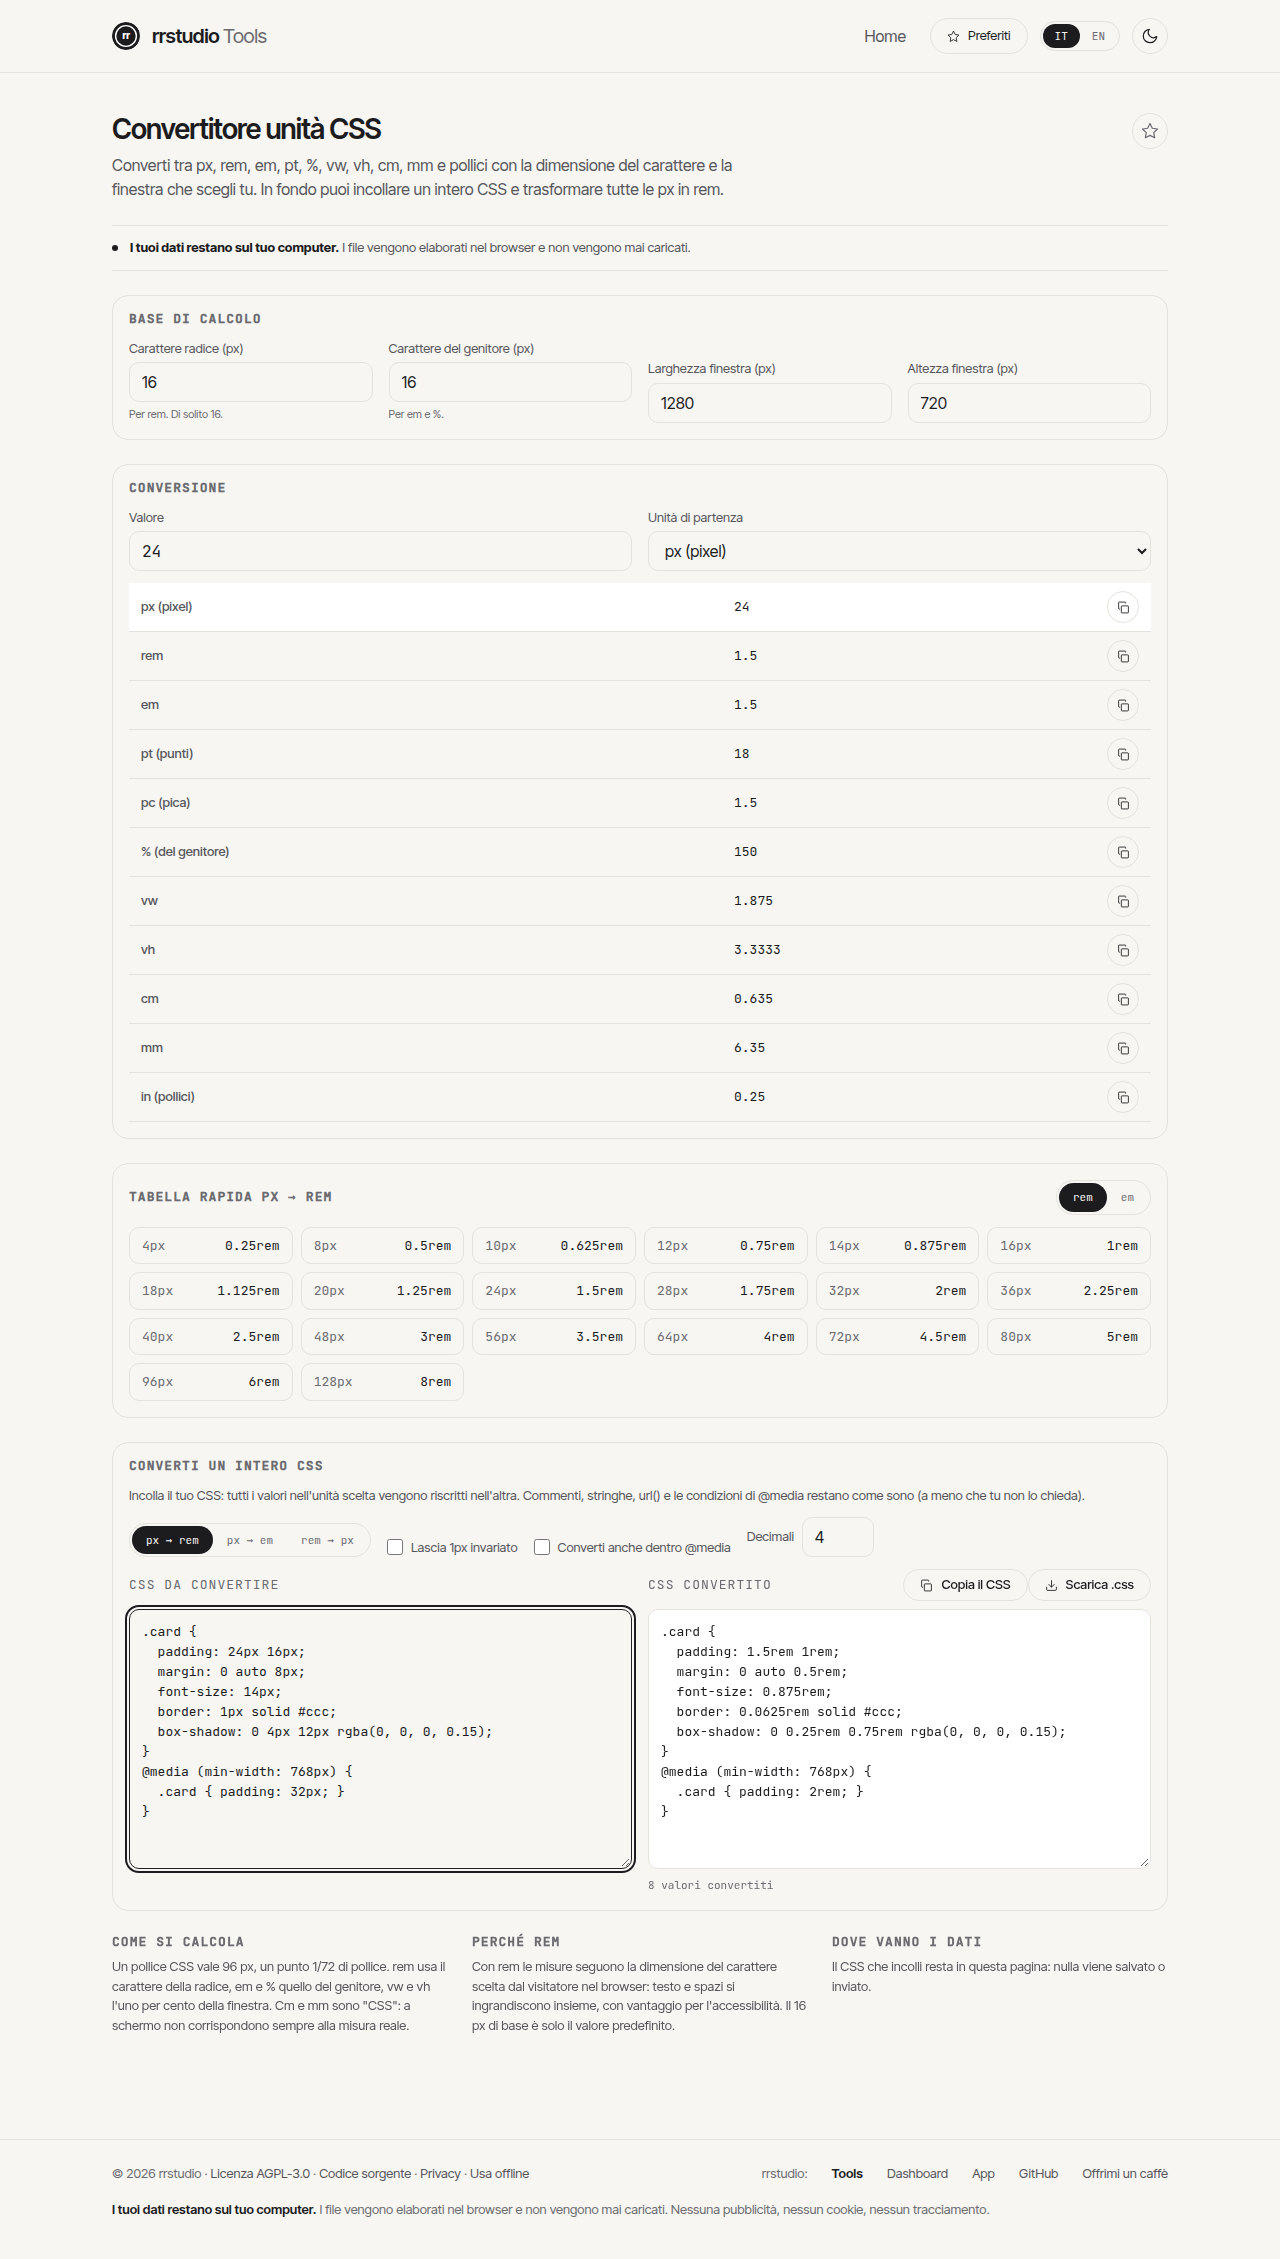 rr rrstudio Tools
Home
Preferiti
IT EN
Convertitore unità CSS
Converti tra px, rem, em, pt, %, vw, vh, cm, mm e pollici con la dimensione del carattere e la
finestra che scegli tu. In fondo puoi incollare un intero CSS e trasformare tutte le px in rem.
I tuoi dati restano sul tuo computer. I file vengono elaborati nel browser e non vengono mai caricati.
BASE DI CALCOLO
Carattere radice (px)
16
Per rem. Di solito 16.
Carattere del genitore (px)
16
Per em e %.
Larghezza finestra (px)
1280
Altezza finestra (px)
720
CONVERSIONE
Valore
24
Unità di partenza
px (pixel)
px (pixel) 24
rem 1.5
em 1.5
pt (punti) 18
pc (pica) 1.5
% (del genitore) 150
vw 1.875
vh 3.3333
cm 0.635
mm 6.35
in (pollici) 0.25
TABELLA RAPIDA PX → REM
rem em
4px 0.25rem 8px 0.5rem 10px 0.625rem 12px 0.75rem 14px 0.875rem 16px 1rem
18px 1.125rem 20px 1.25rem 24px 1.5rem 28px 1.75rem 32px 2rem 36px 2.25rem
40px 2.5rem 48px 3rem 56px 3.5rem 64px 4rem 72px 4.5rem 80px 5rem
96px 6rem 128px 8rem
CONVERTI UN INTERO CSS
Incolla il tuo CSS: tutti i valori nell'unità scelta vengono riscritti nell'altra. Commenti, stringhe, url() e le condizioni di @media restano come sono (a meno che tu non lo chieda).
px → rem px → em rem → px
Lascia 1px invariato
Converti anche dentro @media
Decimali 4
CSS DA CONVERTIRE
.card {
  padding: 24px 16px;
  margin: 0 auto 8px;
  font-size: 14px;
  border: 1px solid #ccc;
  box-shadow: 0 4px 12px rgba(0, 0, 0, 0.15);
}
@media (min-width: 768px) {
  .card { padding: 32px; }
}
CSS CONVERTITO
Copia il CSS
Scarica .css
.card {
  padding: 1.5rem 1rem;
  margin: 0 auto 0.5rem;
  font-size: 0.875rem;
  border: 0.0625rem solid #ccc;
  box-shadow: 0 0.25rem 0.75rem rgba(0, 0, 0, 0.15);
}
@media (min-width: 768px) {
  .card { padding: 2rem; }
}
8 valori convertiti
COME SI CALCOLA
Un pollice CSS vale 96 px, un punto 1/72 di pollice. rem usa il
carattere della radice, em e % quello del genitore, vw e vh
l'uno per cento della finestra. Cm e mm sono "CSS": a
schermo non corrispondono sempre alla misura reale.
PERCHÉ REM
Con rem le misure seguono la dimensione del carattere
scelta dal visitatore nel browser: testo e spazi si
ingrandiscono insieme, con vantaggio per l'accessibilità. Il 16
px di base è solo il valore predefinito.
DOVE VANNO I DATI
Il CSS che incolli resta in questa pagina: nulla viene salvato o
inviato.
© 2026 rrstudio · Licenza AGPL-3.0 · Codice sorgente · Privacy · Usa offline
rrstudio: Tools Dashboard App GitHub Offrimi un caffè
I tuoi dati restano sul tuo computer. I file vengono elaborati nel browser e non vengono mai caricati. Nessuna pubblicità, nessun cookie, nessun tracciamento.